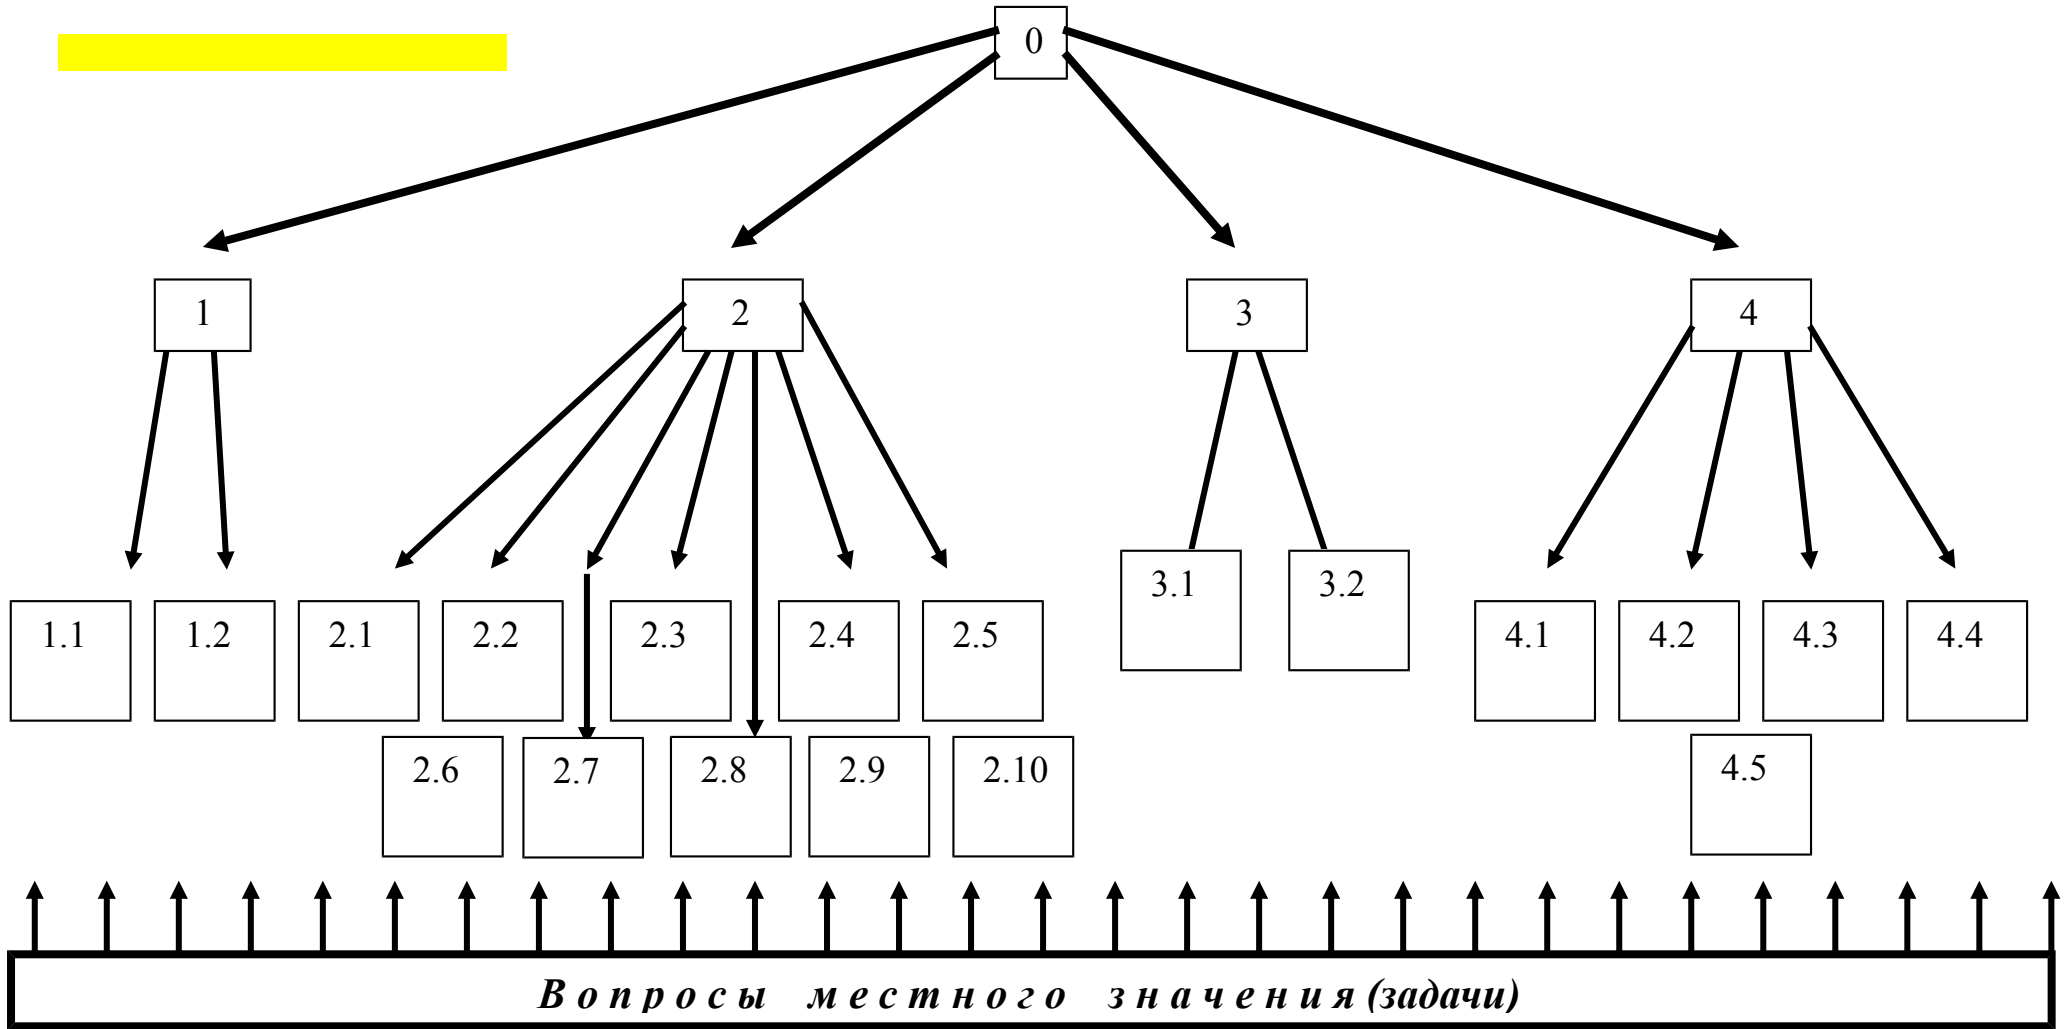 0
1 2 3 4
3.1 3.2
1.1 1.2 2.1 2.2 2.3 2.4 2.5 4.1 4.2 4.3 4.4
2.6 2.7 2.8 2.9 2.10 4.5
В о п р о с ы м е с т н о г о з н а ч е н и я (задачи)